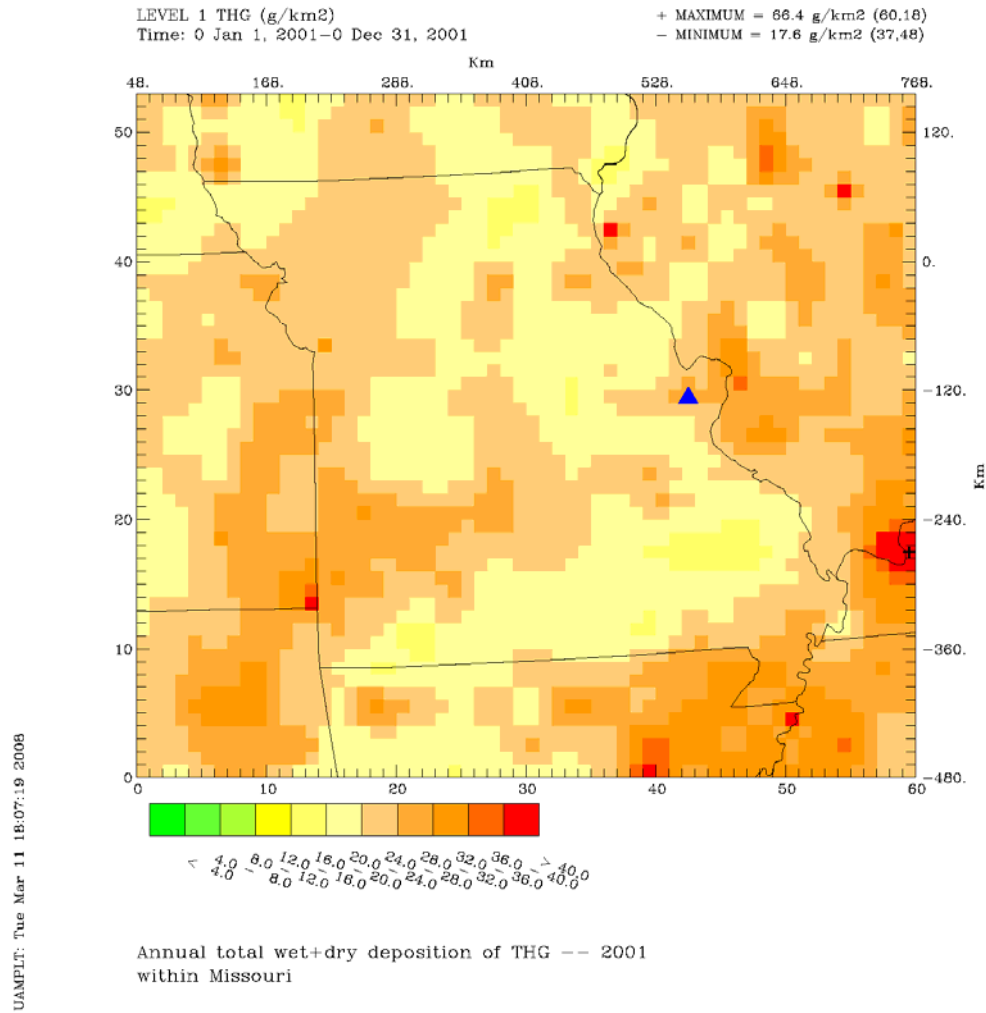 LEVEL 1 THG (g/km2)
Time: 0 Jan 1, 2001-0 Dec 31, 2001
+ MAXIMUM = 66.4 g/km2 (60,18)
- MINIMUM = 17.6 g/km2 (37,48)
Km
48. 168. 288. 408. 528. 648. 768.
50 120.
40 0.
30 -120.
Km
20 -240.
10 -360.
0 -480.
0 10 20 30 40 50 60
< 4.0
4.0 - 8.0
8.0 - 12.0
12.0 - 16.0
16.0 - 20.0
20.0 - 24.0
24.0 - 28.0
28.0 - 32.0
32.0 - 36.0
36.0 - 40.0
> 40.0
UAMPLT: Tue Mar 11 18:07:19 2008
Annual total wet+dry deposition of THG -- 2001
within Missouri